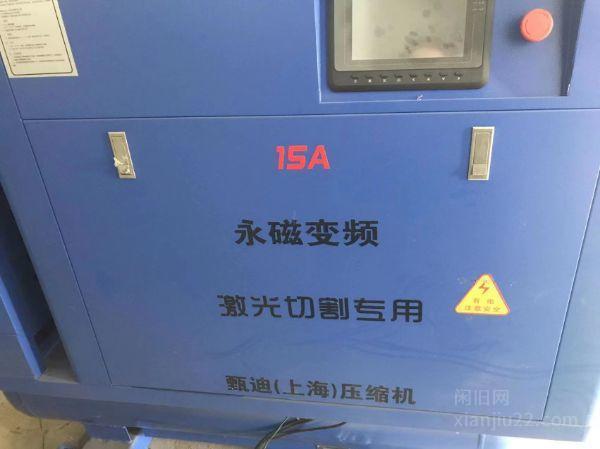 15A
永磁变频
激光切割专用
有电
注意安全
甄迪(上海)压缩机
闲旧网
xianjiu22.com